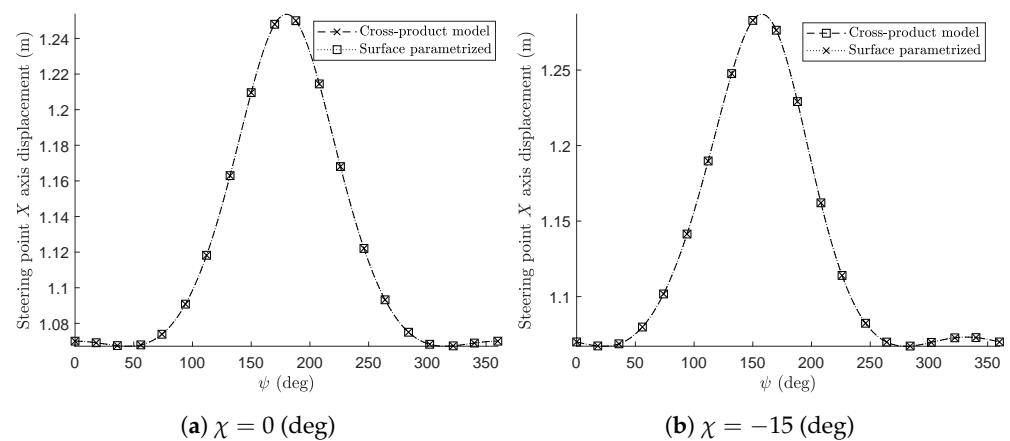 Steering point X axis displacement (m)
1.24
1.22
1.2
1.18
1.16
1.14
1.12
1.1
1.08
0 50 100 150 200 250 300 350
ψ (deg)
Cross-product model
Surface parametrized
(a) χ = 0 (deg)
Steering point X axis displacement (m)
1.25
1.2
1.15
1.1
0 50 100 150 200 250 300 350
ψ (deg)
Cross-product model
Surface parametrized
(b) χ = −15 (deg)